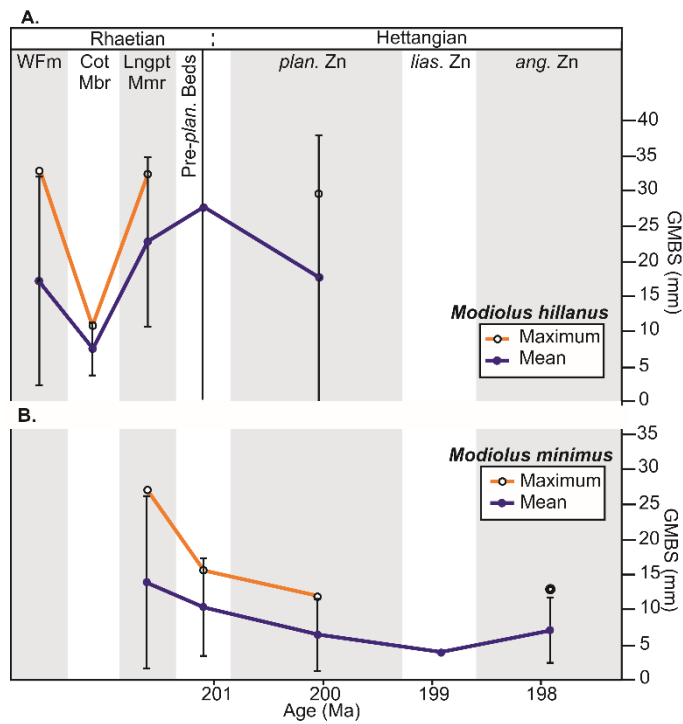 A.
Rhaetian Hettangian
WFm Cot Lngpt Pre-plan. Beds plan. Zn lias. Zn ang. Zn
Mbr Mmr
40
35
30
25
20
15
10
5
0
GMBS (mm)
Modiolus hillanus
Maximum
Mean
B.
35
30
25
20
15
10
5
0
GMBS (mm)
Modiolus minimus
Maximum
Mean
201 200 199 198
Age (Ma)